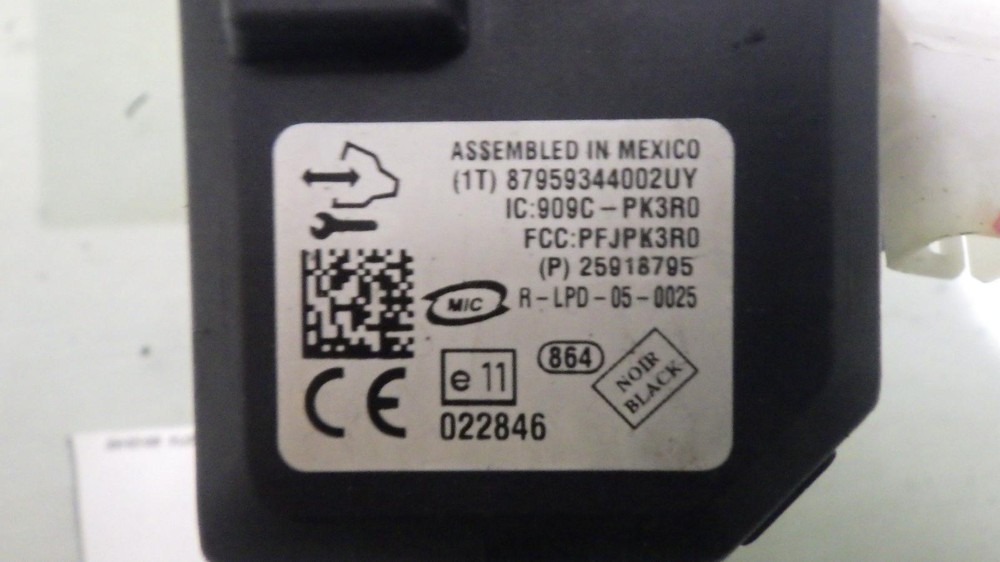 ASSEMBLED IN MEXICO
(1T) 87959344002UY
IC:909C-PK3R0
FCC:PFJPK3R0
(P) 25918795
R-LPD-05-0025
MIC
864
NOIR
BLACK
e 11
022846
CE